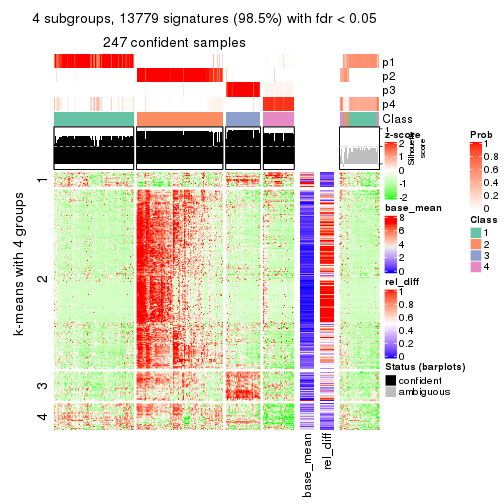 4 subgroups, 13779 signatures (98.5%) with fdr < 0.05
247 confident samples
p1
p2
p3
p4
Class
1
Silhouette
score
k-means with 4 groups
1
2
3
4
z-score
2
1
0
-1
-2
base_mean
8
6
4
2
0
rel_diff
1
0.8
0.6
0.4
0.2
0
Status (barplots)
confident
ambiguous
Prob
1
0.8
0.6
0.4
0.2
0
Class
1
2
3
4
base_mean
rel_diff